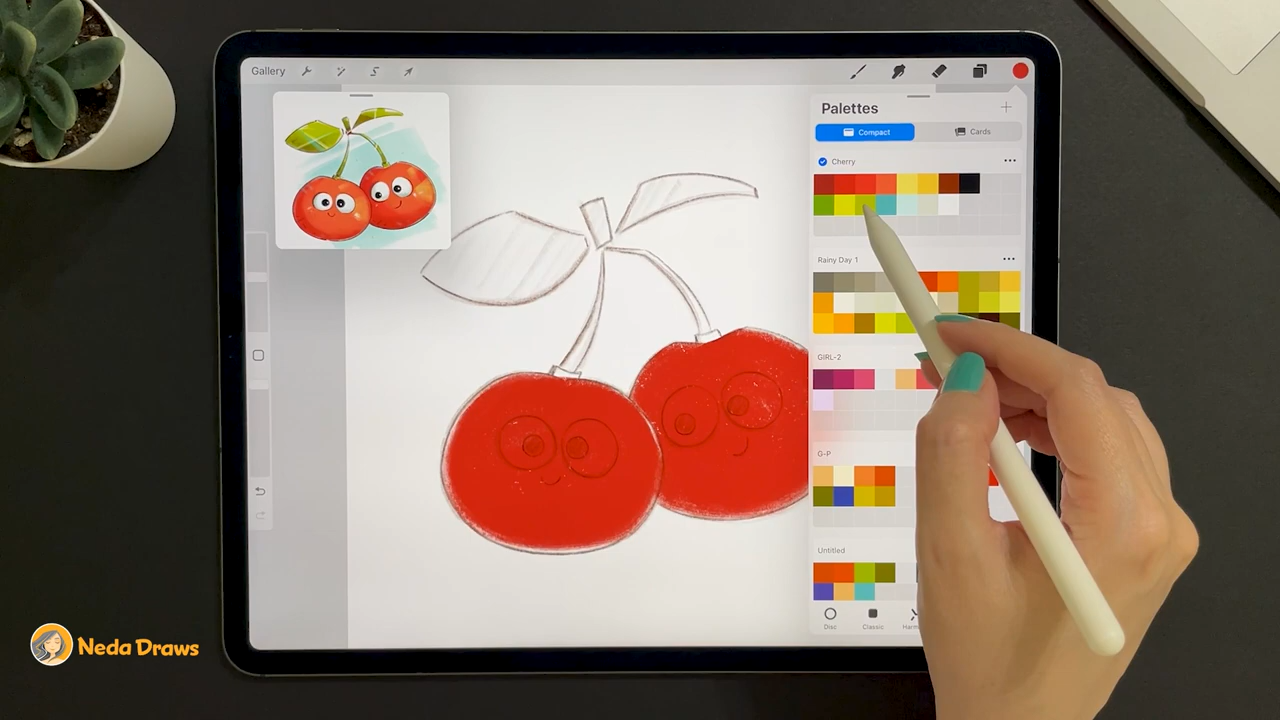 Gallery
Palettes
Compact
Cards
Cherry
Rainy Day 1
GIRL-2
G-P
Untitled
Disc
Classic
Neda Draws